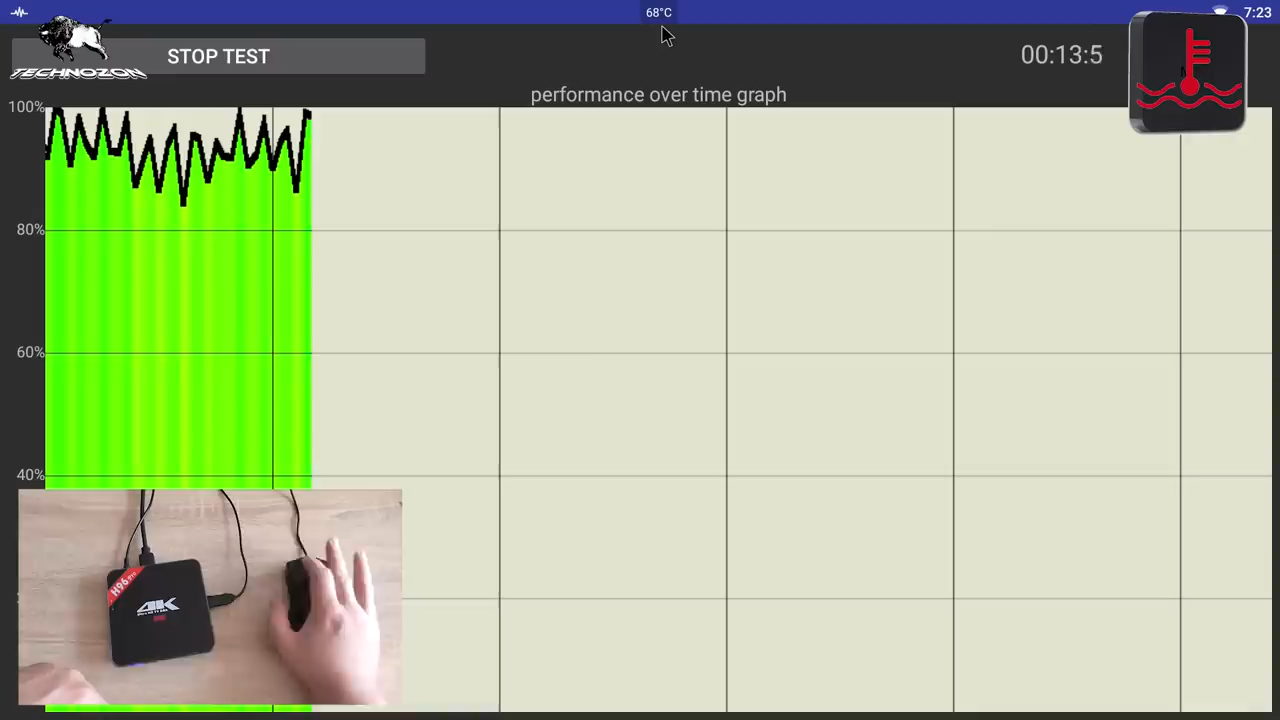 68°C
7:23
STOP TEST
00:13:5
TECHNOZON
performance over time graph
100%
80%
60%
40%
H96 Pro
4K